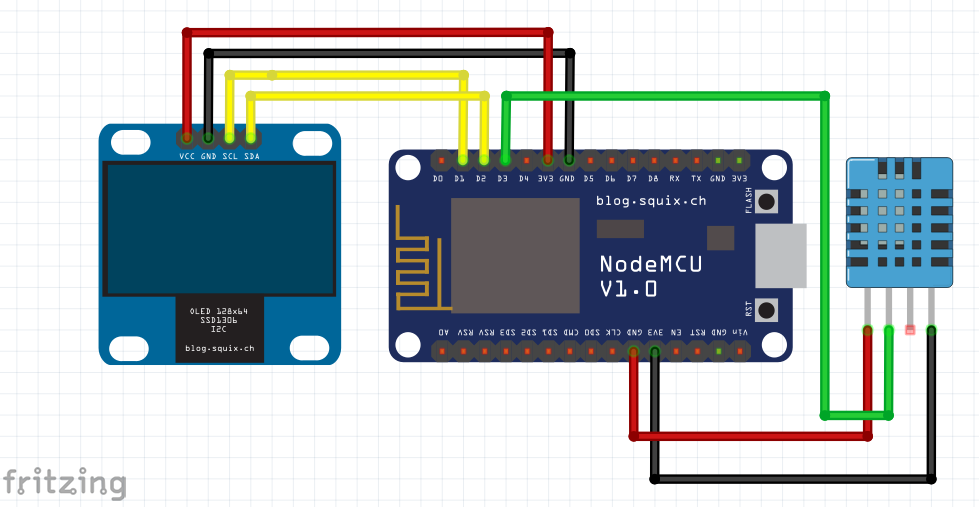 VCC GND SCL SDA
OLED 128x64
SSD1306
I2C
blog.squix.ch
D0 D1 D2 D3 D4 3V3 GND D5 D6 D7 D8 RX TX GND 3V3
blog.squix.ch
FLASH
NodeMCU
V1.0
RST
A0 RSV RSV SD3 SD2 SD1 CMD SD0 CLK GND 3V3 EN RST GND Vin
fritzing